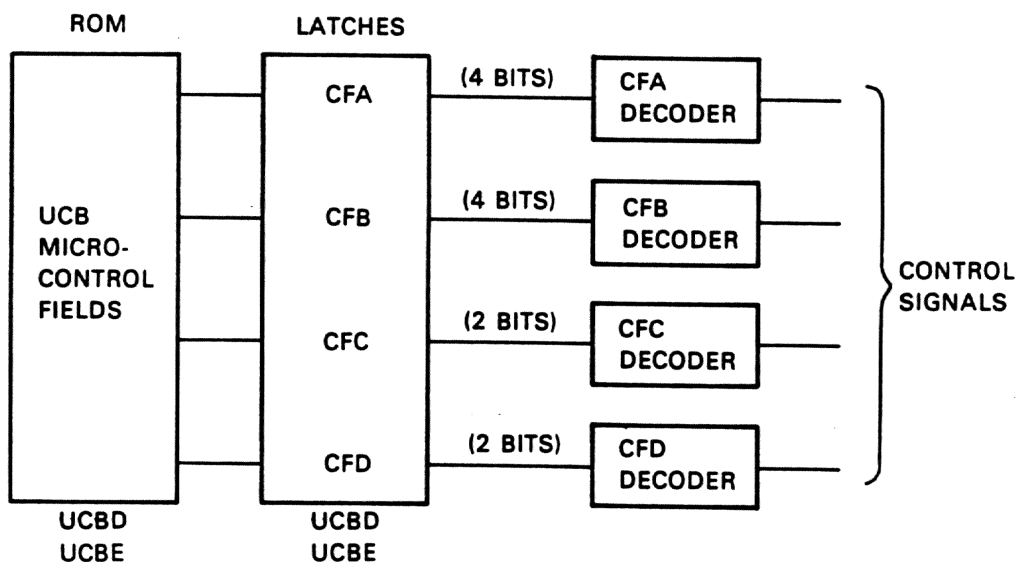 ROM
LATCHES
UCB
MICRO-
CONTROL
FIELDS
CFA
CFB
CFC
CFD
(4 BITS)
(4 BITS)
(2 BITS)
(2 BITS)
CFA
DECODER
CFB
DECODER
CFC
DECODER
CFD
DECODER
CONTROL
SIGNALS
UCBD
UCBE
UCBD
UCBE